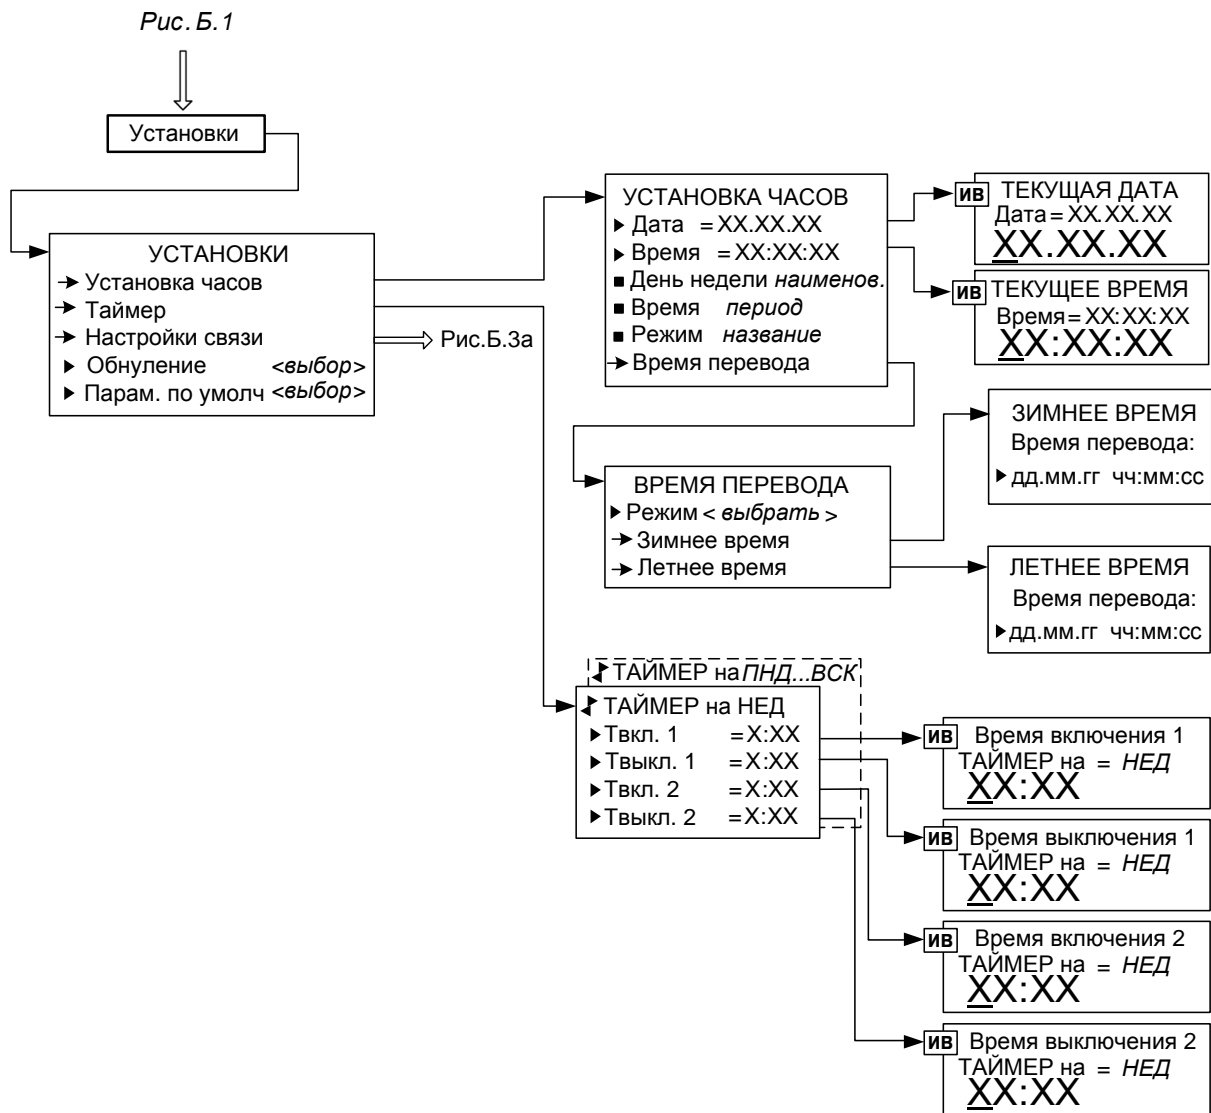 Рис. Б.1
Установки
УСТАНОВКИ
Установка часов
Таймер
Настройки связи
Обнуление <выбор>
Парам. по умолч <выбор>
Рис.Б.3а
УСТАНОВКА ЧАСОВ
Дата = XX.XX.XX
Время = XX:XX:XX
День недели наименов.
Время период
Режим название
Время перевода
ИВ ТЕКУЩАЯ ДАТА
Дата = XX.XX.XX
XX.XX.XX
ИВ ТЕКУЩЕЕ ВРЕМЯ
Время = XX:XX:XX
XX:XX:XX
ВРЕМЯ ПЕРЕВОДА
Режим < выбрать >
Зимнее время
Летнее время
ЗИМНЕЕ ВРЕМЯ
Время перевода:
дд.мм.гг чч:мм:сс
ЛЕТНЕЕ ВРЕМЯ
Время перевода:
дд.мм.гг чч:мм:сс
ТАЙМЕР на ПНД...ВСК
ТАЙМЕР на НЕД
Твкл. 1 = X:XX
Твыкл. 1 = X:XX
Твкл. 2 = X:XX
Твыкл. 2 = X:XX
ИВ Время включения 1
ТАЙМЕР на = НЕД
XX:XX
ИВ Время выключения 1
ТАЙМЕР на = НЕД
XX:XX
ИВ Время включения 2
ТАЙМЕР на = НЕД
XX:XX
ИВ Время выключения 2
ТАЙМЕР на = НЕД
XX:XX